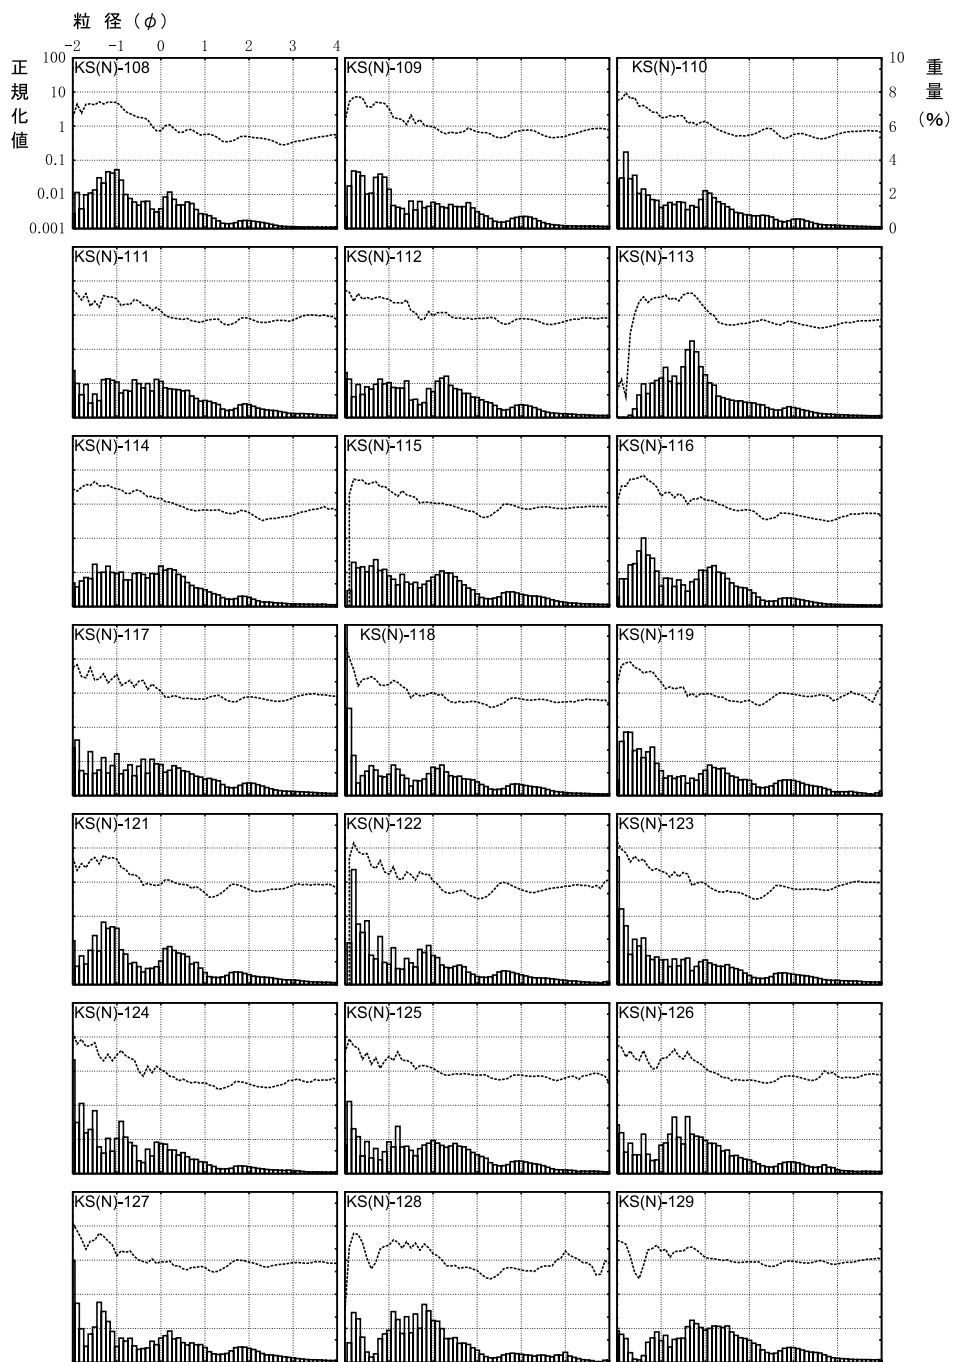 粒 径 (φ)
-2 -1 0 1 2 3 4
正規化値
100
10
1
0.1
0.01
0.001
重量(%)
10
8
6
4
2
0
KS(N)-108 KS(N)-109 KS(N)-110
KS(N)-111 KS(N)-112 KS(N)-113
KS(N)-114 KS(N)-115 KS(N)-116
KS(N)-117 KS(N)-118 KS(N)-119
KS(N)-121 KS(N)-122 KS(N)-123
KS(N)-124 KS(N)-125 KS(N)-126
KS(N)-127 KS(N)-128 KS(N)-129